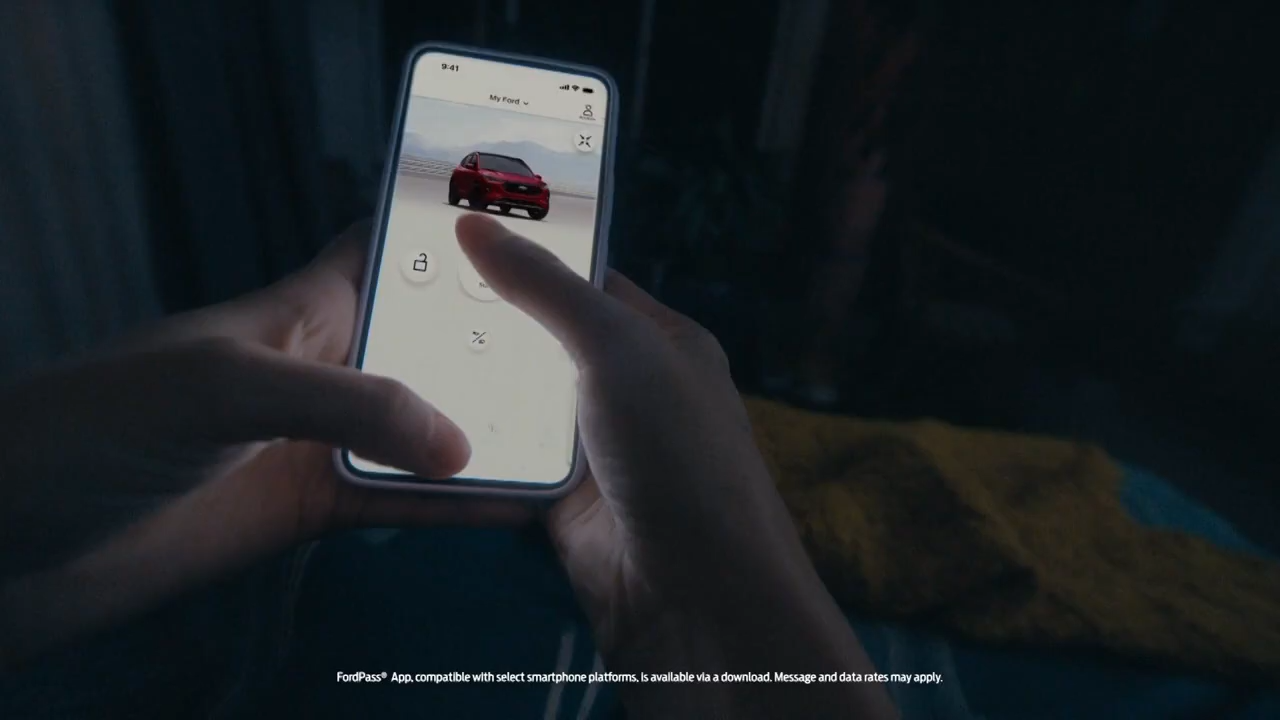 9:41
My Ford
FordPass® App, compatible with select smartphone platforms, is available via a download. Message and data rates may apply.